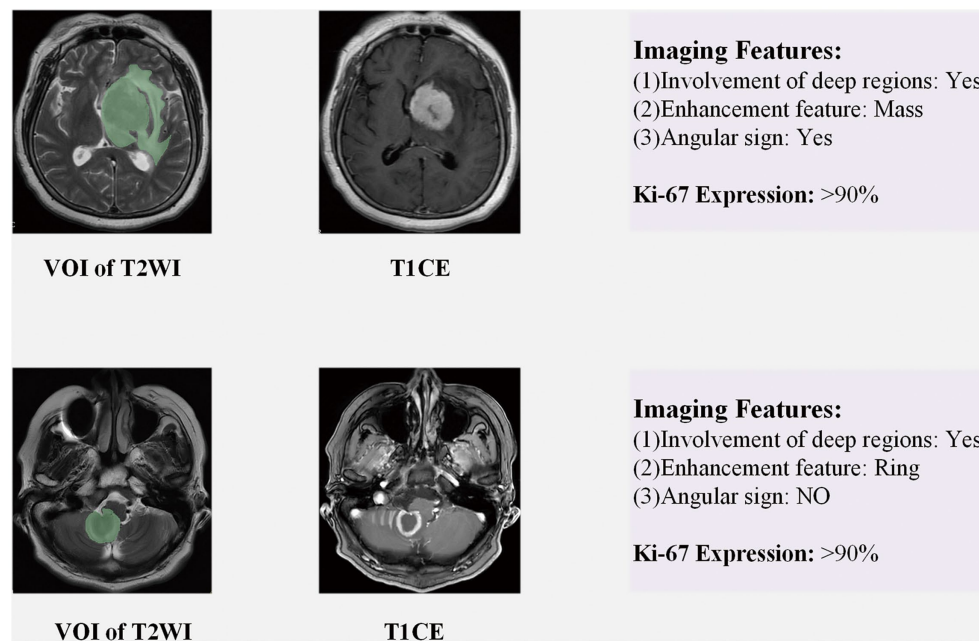 Imaging Features:
(1)Involvement of deep regions: Yes
(2)Enhancement feature: Mass
(3)Angular sign: Yes
Ki-67 Expression: >90%
VOI of T2WI
T1CE
Imaging Features:
(1)Involvement of deep regions: Yes
(2)Enhancement feature: Ring
(3)Angular sign: NO
Ki-67 Expression: >90%
VOI of T2WI
T1CE